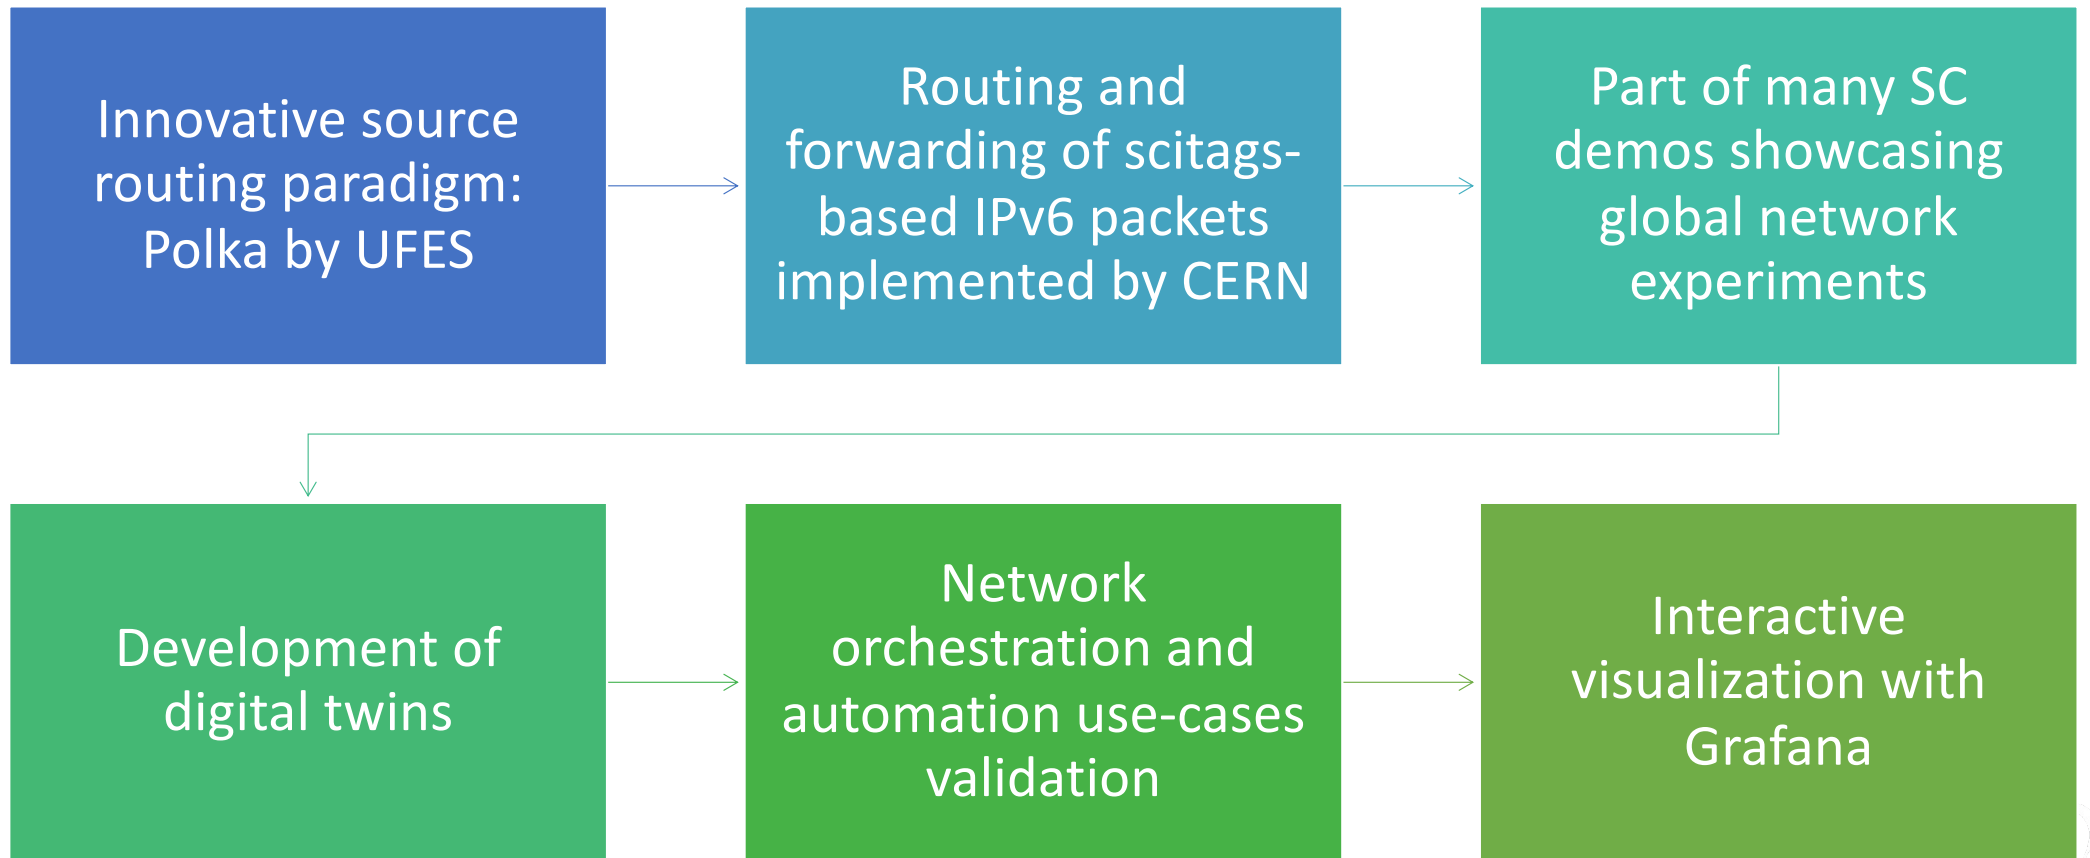 Innovative source
routing paradigm:
Polka by UFES
Routing and
forwarding of scitags-
based IPv6 packets
implemented by CERN
Part of many SC
demos showcasing
global network
experiments
Development of
digital twins
Network
orchestration and
automation use-cases
validation
Interactive
visualization with
Grafana